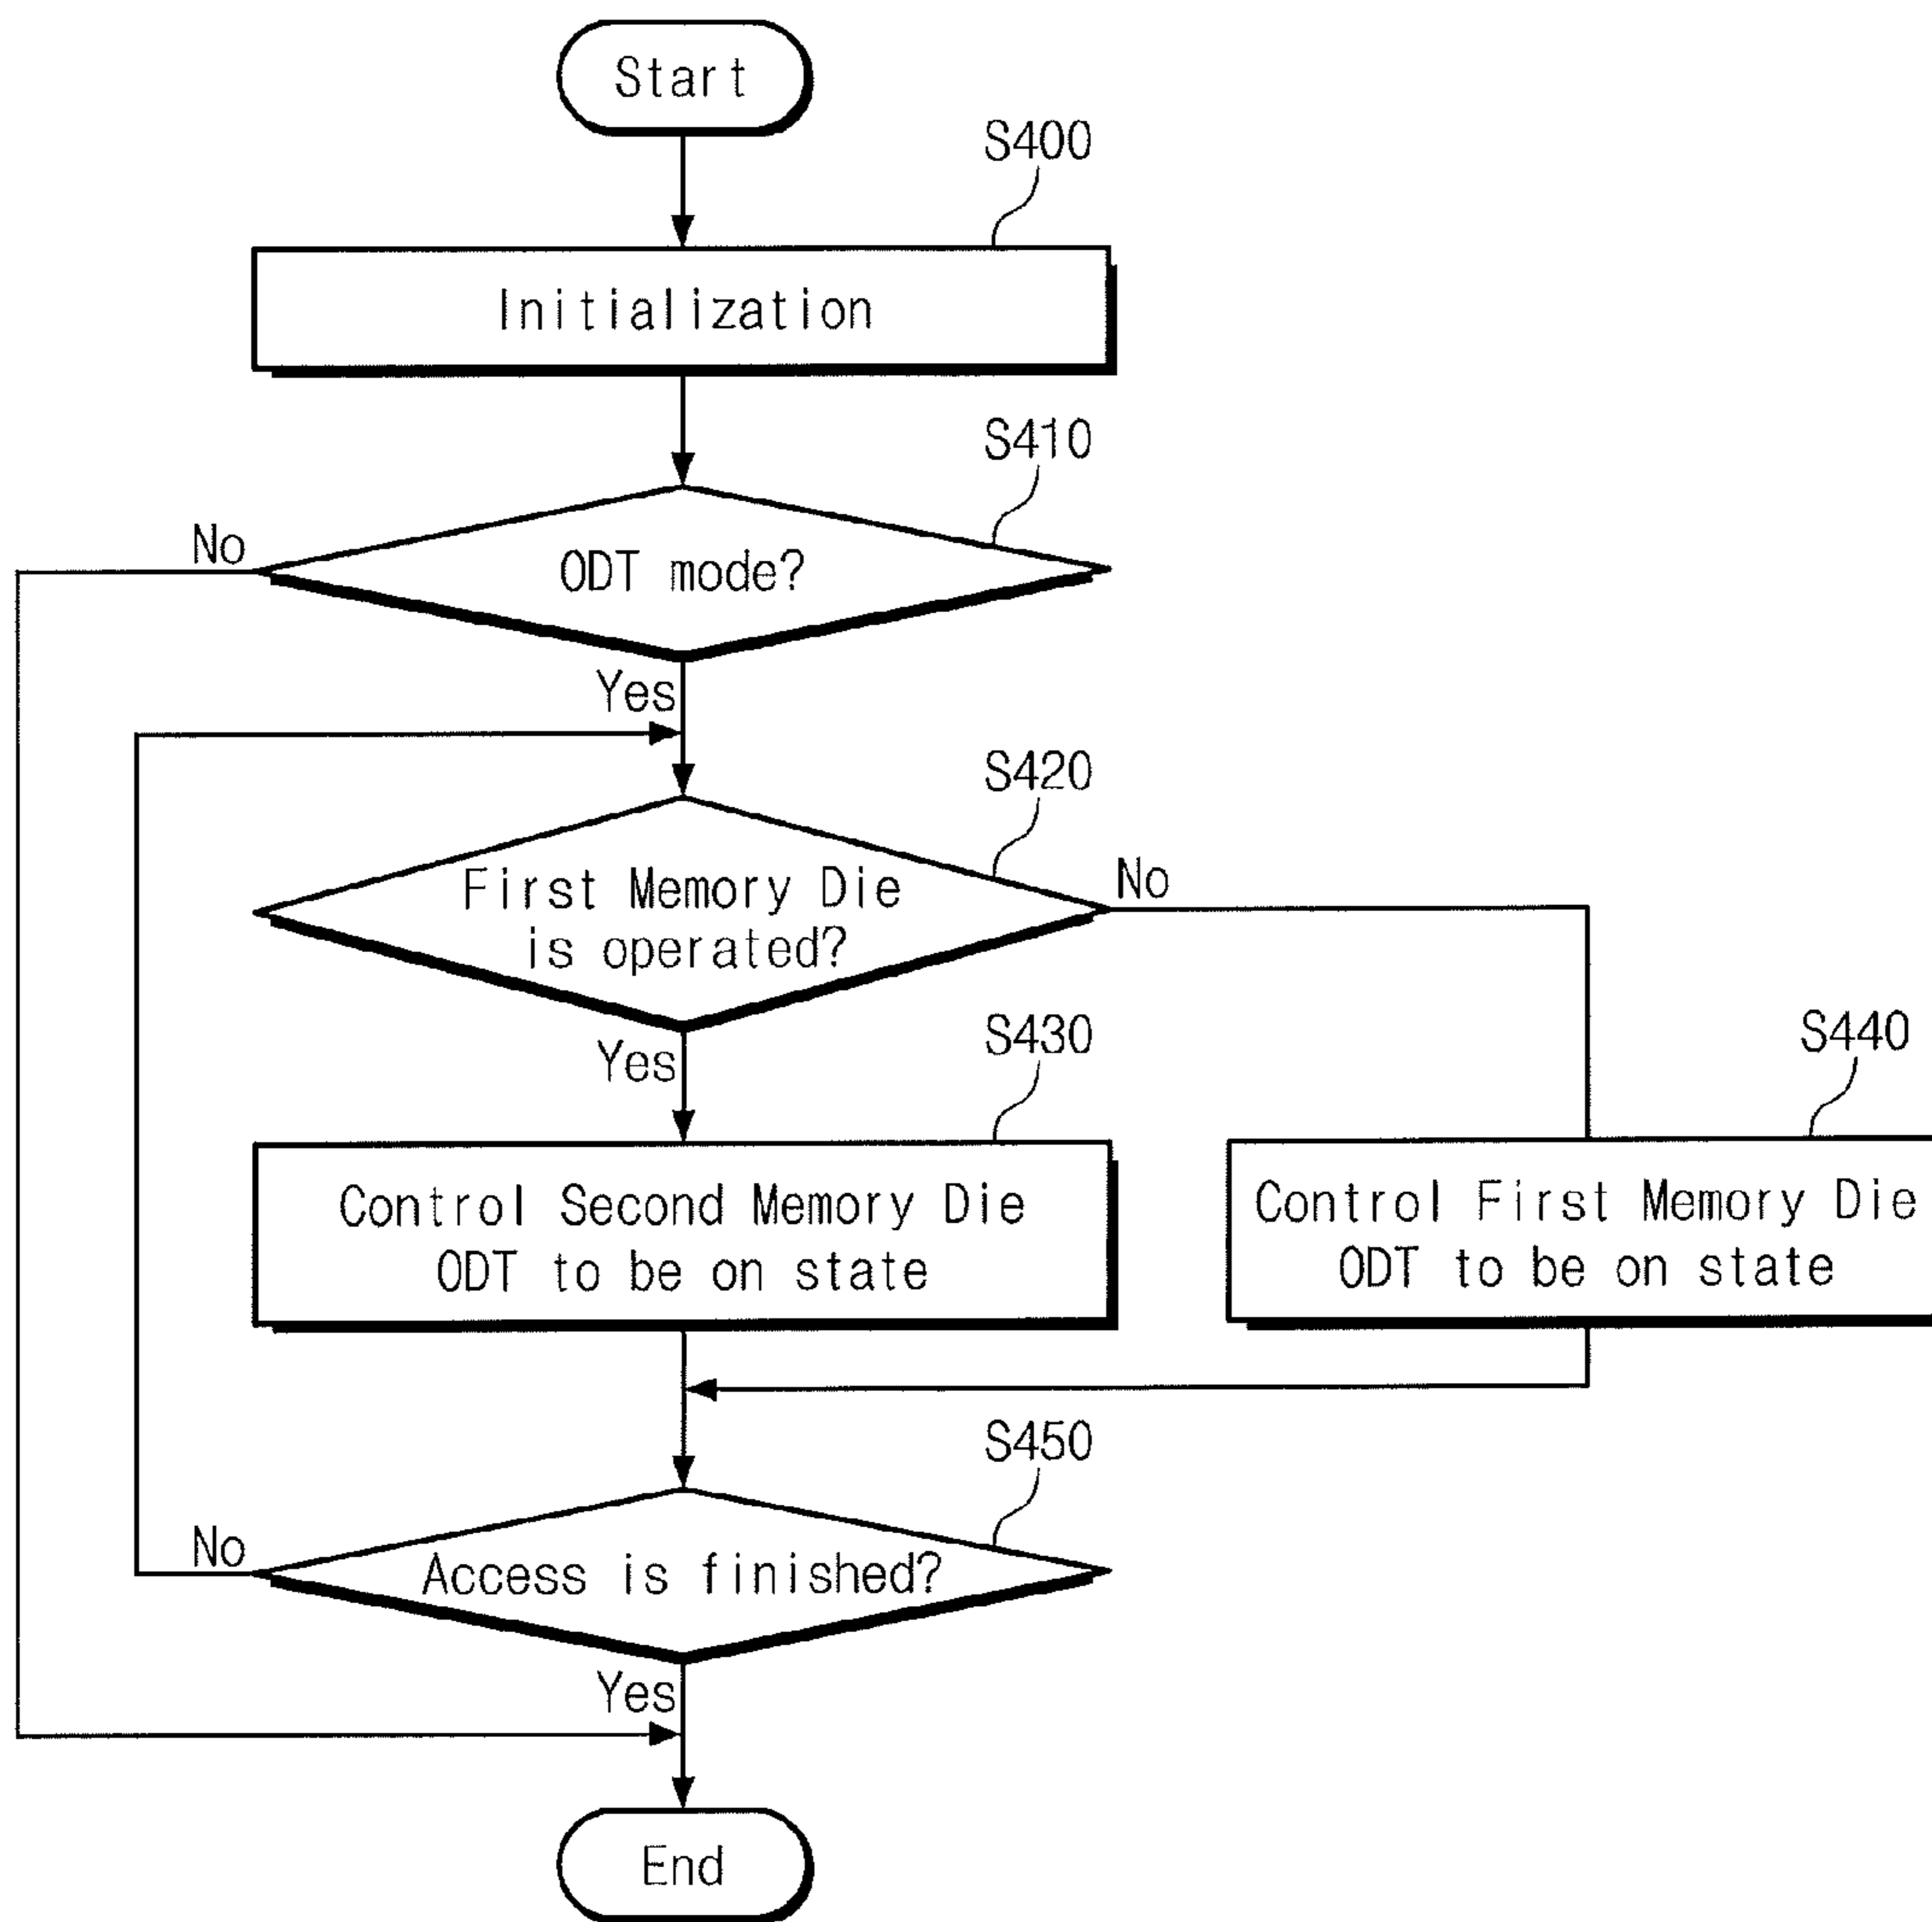 Start
S400
Initialization
S410
No
ODT mode?
Yes
S420
First Memory Die
is operated?
No
Yes
S430
Control Second Memory Die
ODT to be on state
S440
Control First Memory Die
ODT to be on state
S450
No
Access is finished?
Yes
End